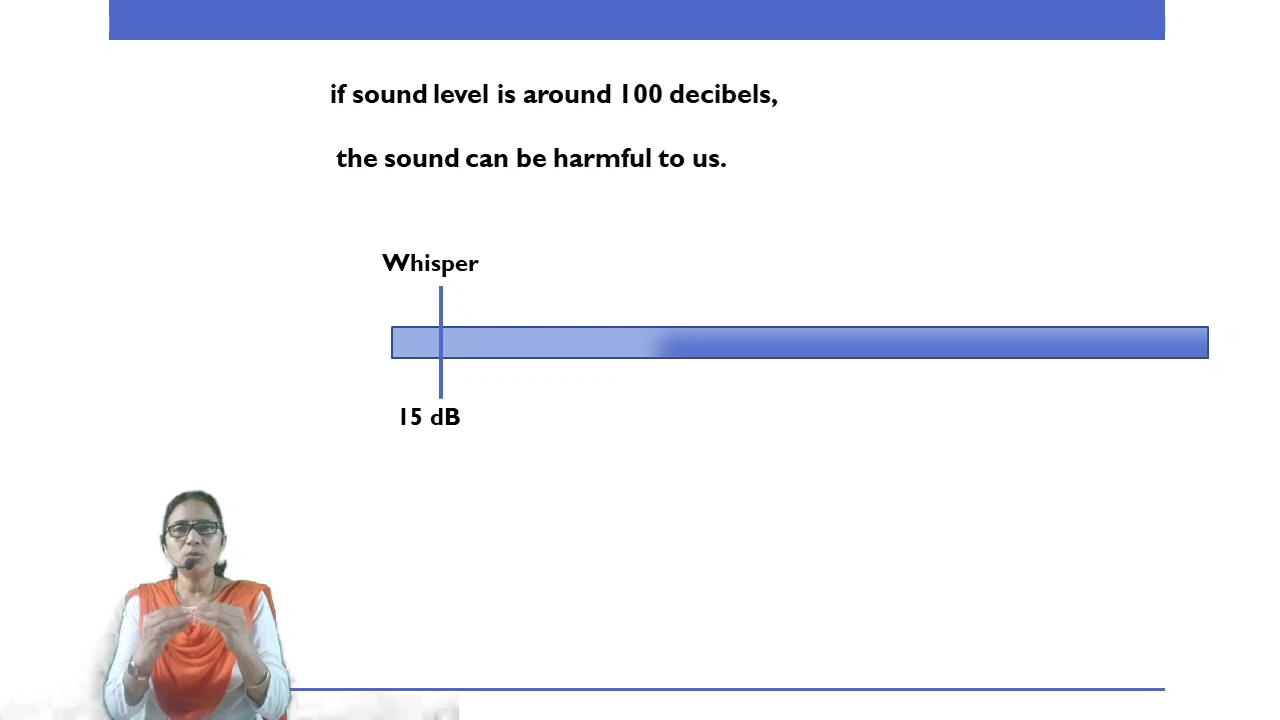 if sound level is around 100 decibels,
the sound can be harmful to us.
Whisper
15 dB